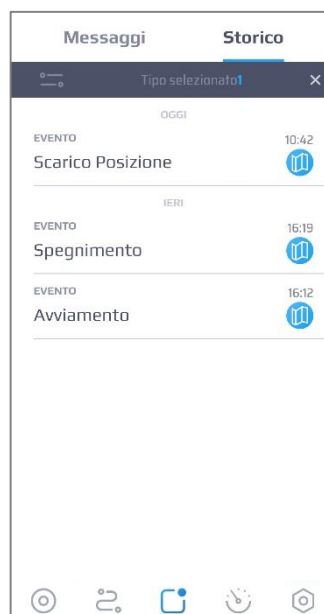 Messaggi Storico
Tipo selezionato1 ×
OGGI
EVENTO 10:42
Scarico Posizione
IERI
EVENTO 16:19
Spegnimento
EVENTO 16:12
Avviamento